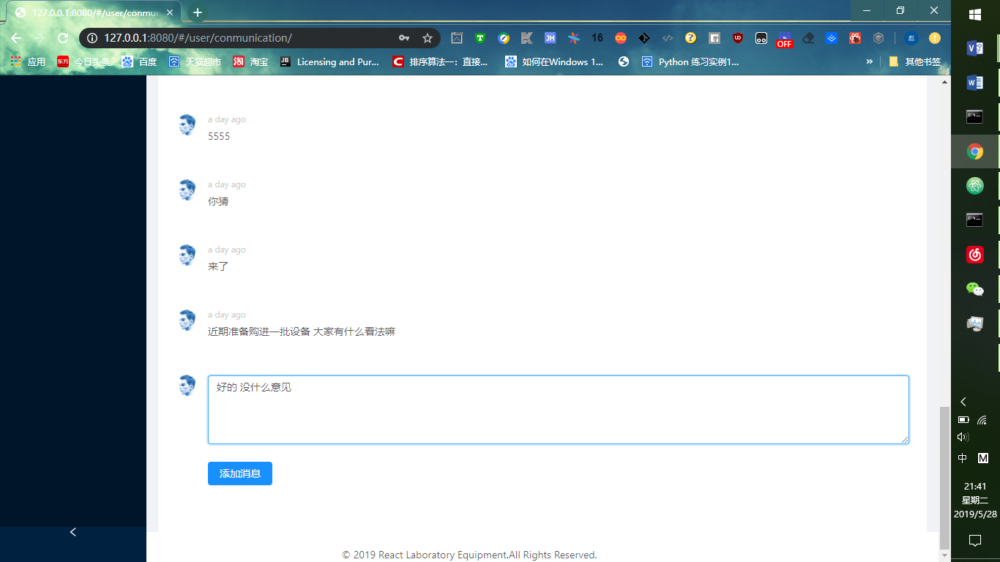 127.0.0.1:8080/#/user/conmu
127.0.0.1:8080/#/user/conmunication/
16
OFF
应用
今日头条
百度
天猫超市
淘宝
Licensing and Pur...
排序算法一：直接...
如何在Windows 1...
Python 练习实例1...
»
其他书签
a day ago
5555
a day ago
你猜
a day ago
来了
a day ago
近期准备购进一批设备 大家有什么看法嘛
好的 没什么意见
添加消息
© 2019 React Laboratory Equipment.All Rights Reserved.
中 M
21:41
星期二
2019/5/28